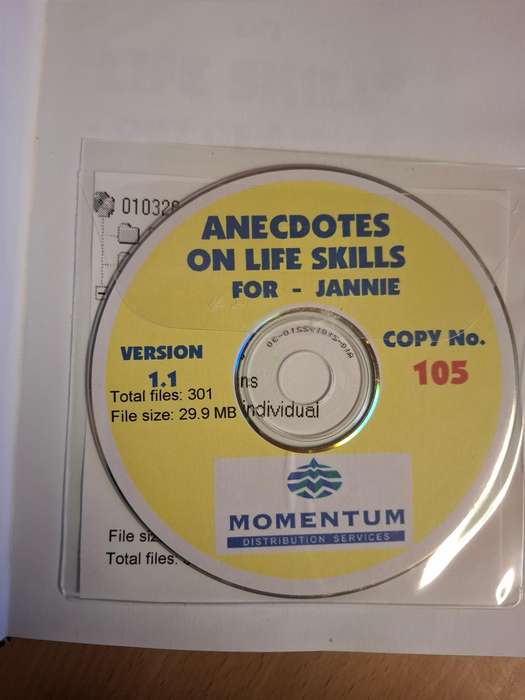 010320
ANECDOTES
ON LIFE SKILLS
FOR - JANNIE
VERSION
1.1
COPY No.
105
ns
Total files: 301
File size: 29.9 MB
individual
MOMENTUM
DISTRIBUTION SERVICES
File siz
Total files: